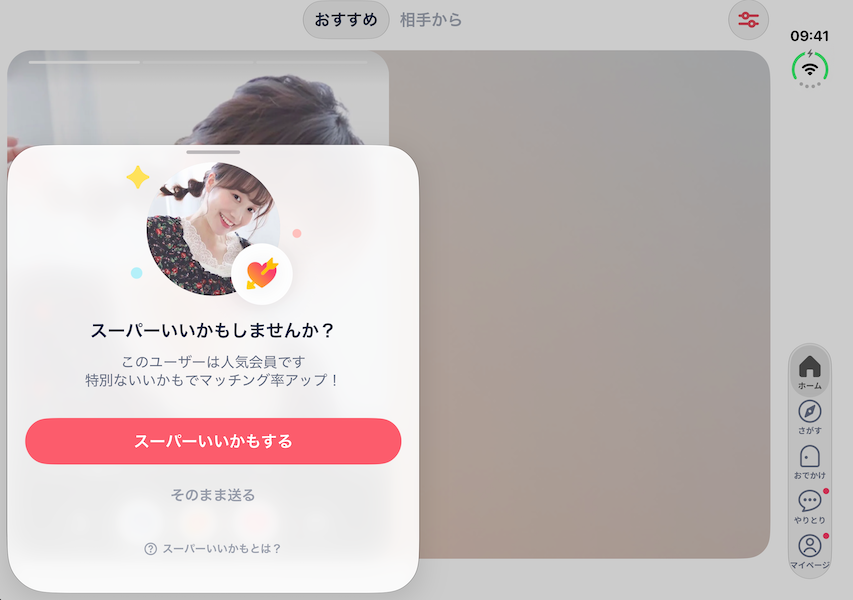 おすすめ
相手から
09:41
スーパーいいかもしませんか？
このユーザーは人気会員です
特別ないいかもでマッチング率アップ！
スーパーいいかもする
そのまま送る
? スーパーいいかもとは？
ホーム
さがす
おでかけ
やりとり
マイページ